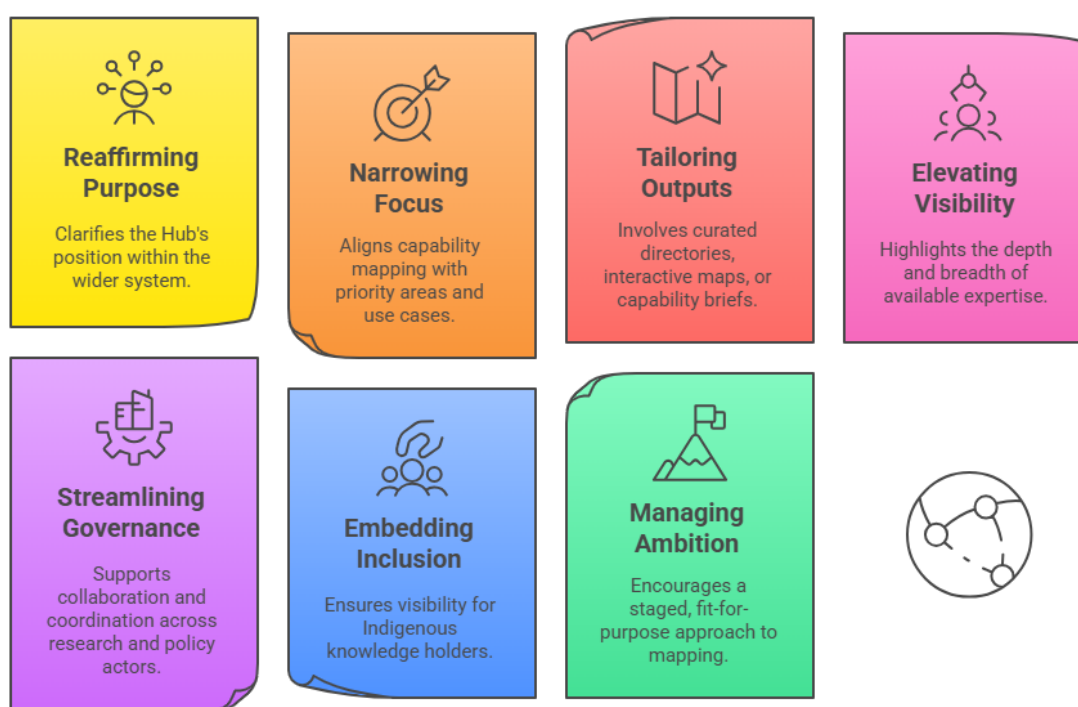 Reaffirming
Purpose
Clarifies the Hub's
position within the
wider system.
Narrowing
Focus
Aligns capability
mapping with
priority areas and
use cases.
Tailoring
Outputs
Involves curated
directories,
interactive maps, or
capability briefs.
Elevating
Visibility
Highlights the depth
and breadth of
available expertise.
Streamlining
Governance
Supports
collaboration and
coordination across
research and policy
actors.
Embedding
Inclusion
Ensures visibility for
Indigenous
knowledge holders.
Managing
Ambition
Encourages a
staged, fit-for-
purpose approach to
mapping.